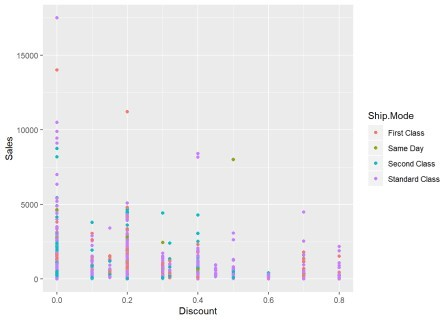 15000
10000
5000
0
Sales
0.0 0.2 0.4 0.6 0.8
Discount
Ship.Mode
First Class
Same Day
Second Class
Standard Class